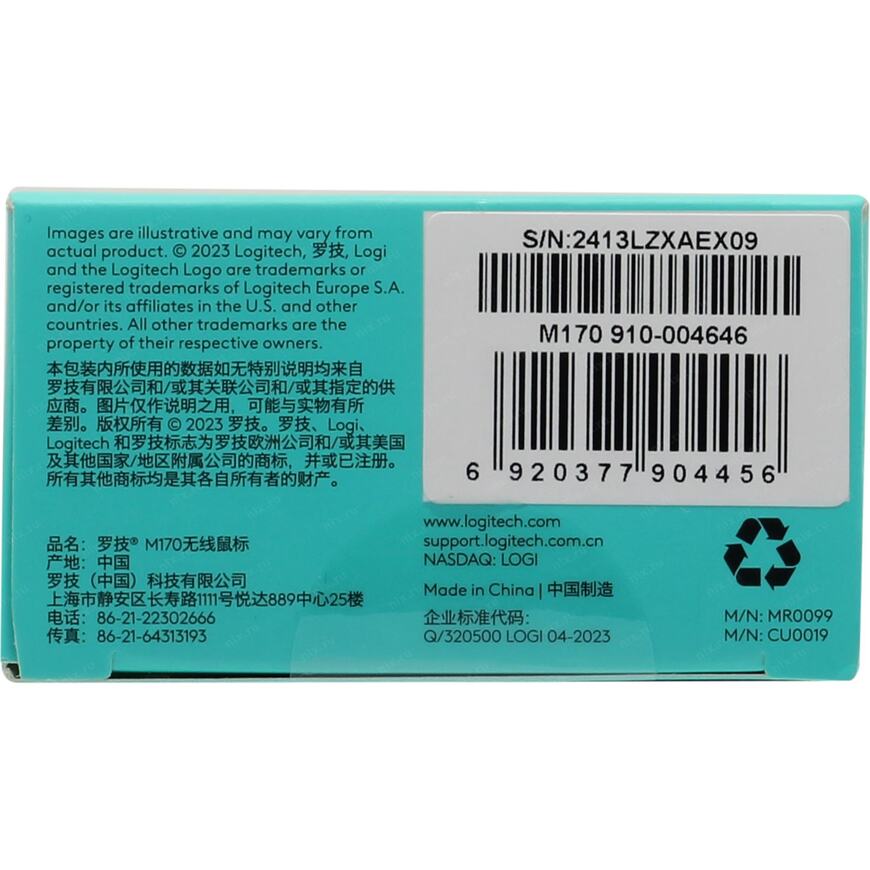 Images are illustrative and may vary from
actual product. © 2023 Logitech, 罗技, Logi
and the Logitech Logo are trademarks or
registered trademarks of Logitech Europe S.A.
and/or its affiliates in the U.S. and other
countries. All other trademarks are the
property of their respective owners.
本包装内所使用的数据如无特别说明均来自
罗技有限公司和/或其关联公司和/或其指定的供
应商。图片仅作说明之用，可能与实物有所
差别。版权所有 © 2023 罗技。罗技、Logi、
Logitech 和罗技标志为罗技欧洲公司和/或其美国
及其他国家/地区附属公司的商标，并或已注册。
所有其他商标均是其各自所有者的财产。
品名：罗技® M170无线鼠标
产地：中国
罗技（中国）科技有限公司
上海市静安区长寿路1111号悦达889中心25楼
电话：86-21-22302666
传真：86-21-64313193
S/N:2413LZXAEX09
M170 910-004646
6 920377 904456
www.logitech.com
support.logitech.com.cn
NASDAQ: LOGI
Made in China | 中国制造
企业标准代码：
Q/320500 LOGI 04-2023
M/N: MR0099
M/N: CU0019